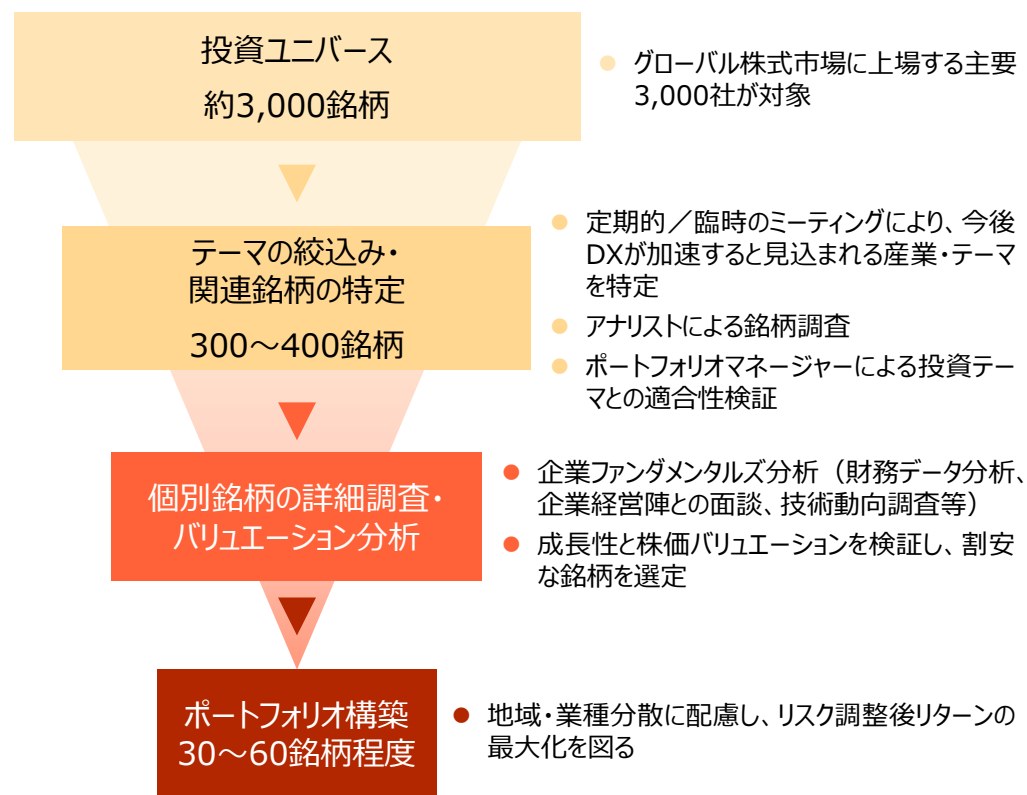 投資ユニバース
約3,000銘柄
グローバル株式市場に上場する主要
3,000社が対象
テーマの絞込み・
関連銘柄の特定
300～400銘柄
定期的／臨時のミーティングにより、今後
DXが加速すると見込まれる産業・テーマ
を特定
アナリストによる銘柄調査
ポートフォリオマネージャーによる投資テー
マとの適合性検証
個別銘柄の詳細調査・
バリュエーション分析
企業ファンダメンタルズ分析（財務データ分析、
企業経営陣との面談、技術動向調査等）
成長性と株価バリュエーションを検証し、割安
な銘柄を選定
ポートフォリオ構築
30～60銘柄程度
地域・業種分散に配慮し、リスク調整後リターンの
最大化を図る